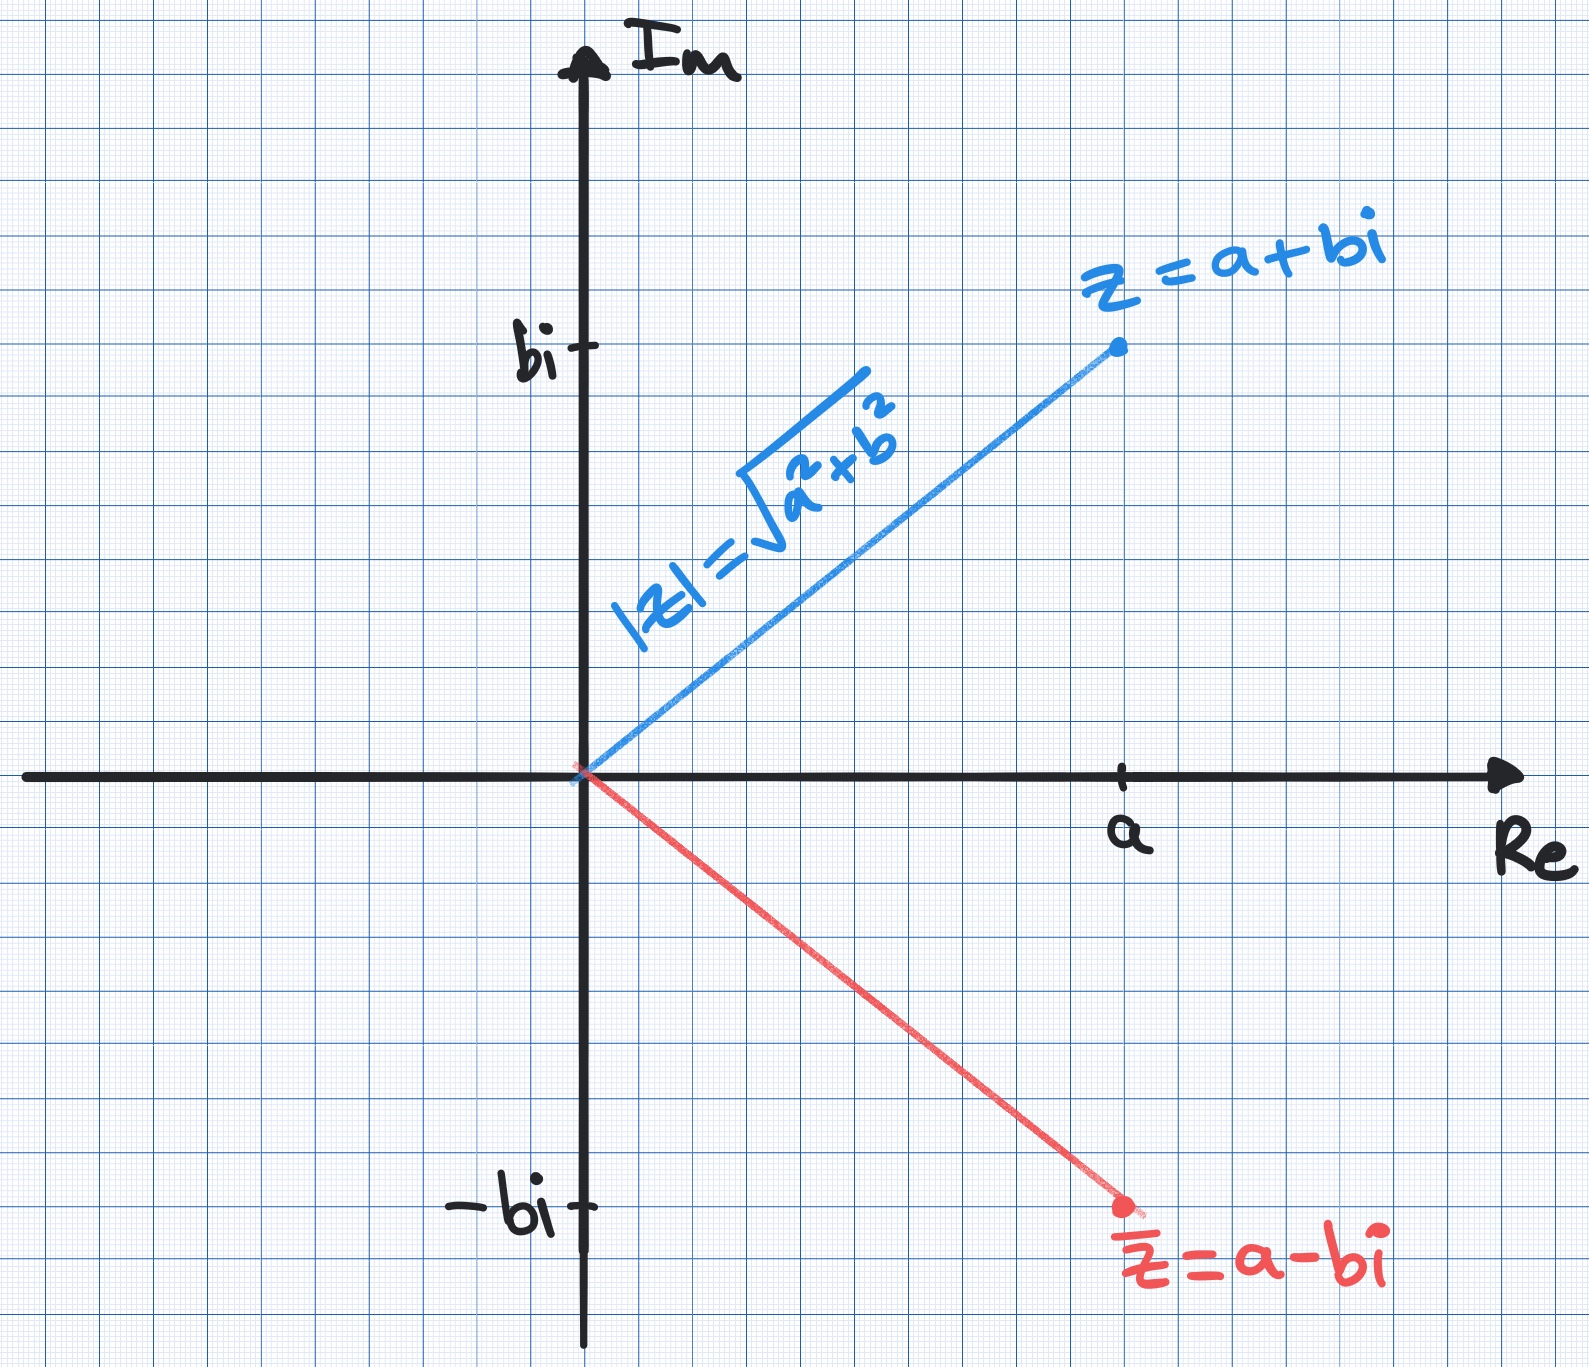 Im
z = a + bi
bi
|z| = √a² + b²
a
Re
-bi
z̅ = a - bi